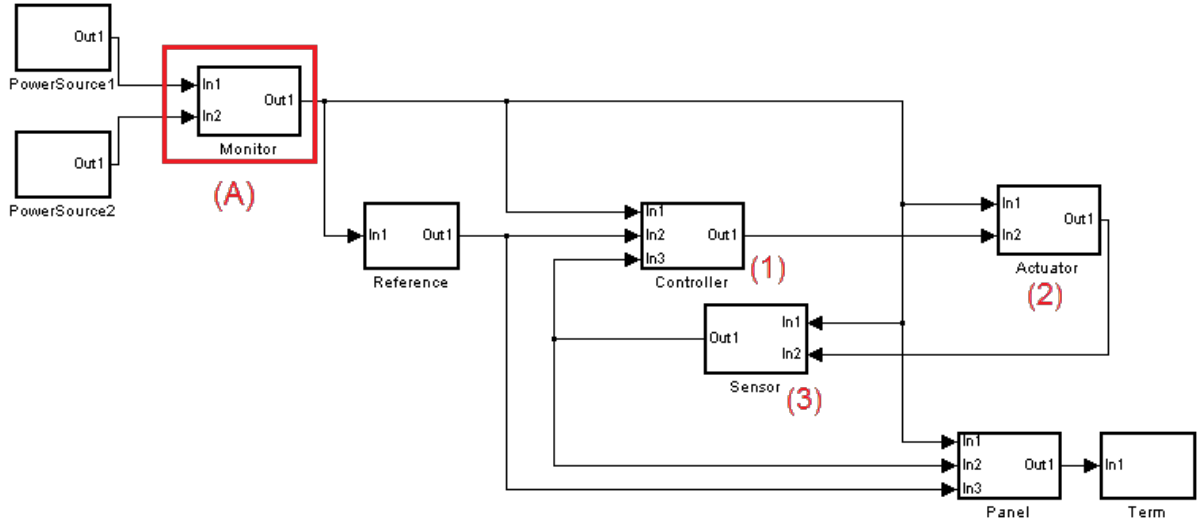 Out1
PowerSource1
In1
In2
Out1
Monitor
(A)
Out1
PowerSource2
In1
Out1
Reference
In1
In2
In3
Out1
Controller
(1)
In1
In2
Out1
Actuator
(2)
Out1
In1
In2
Sensor
(3)
In1
In2
In3
Out1
Panel
In1
Term